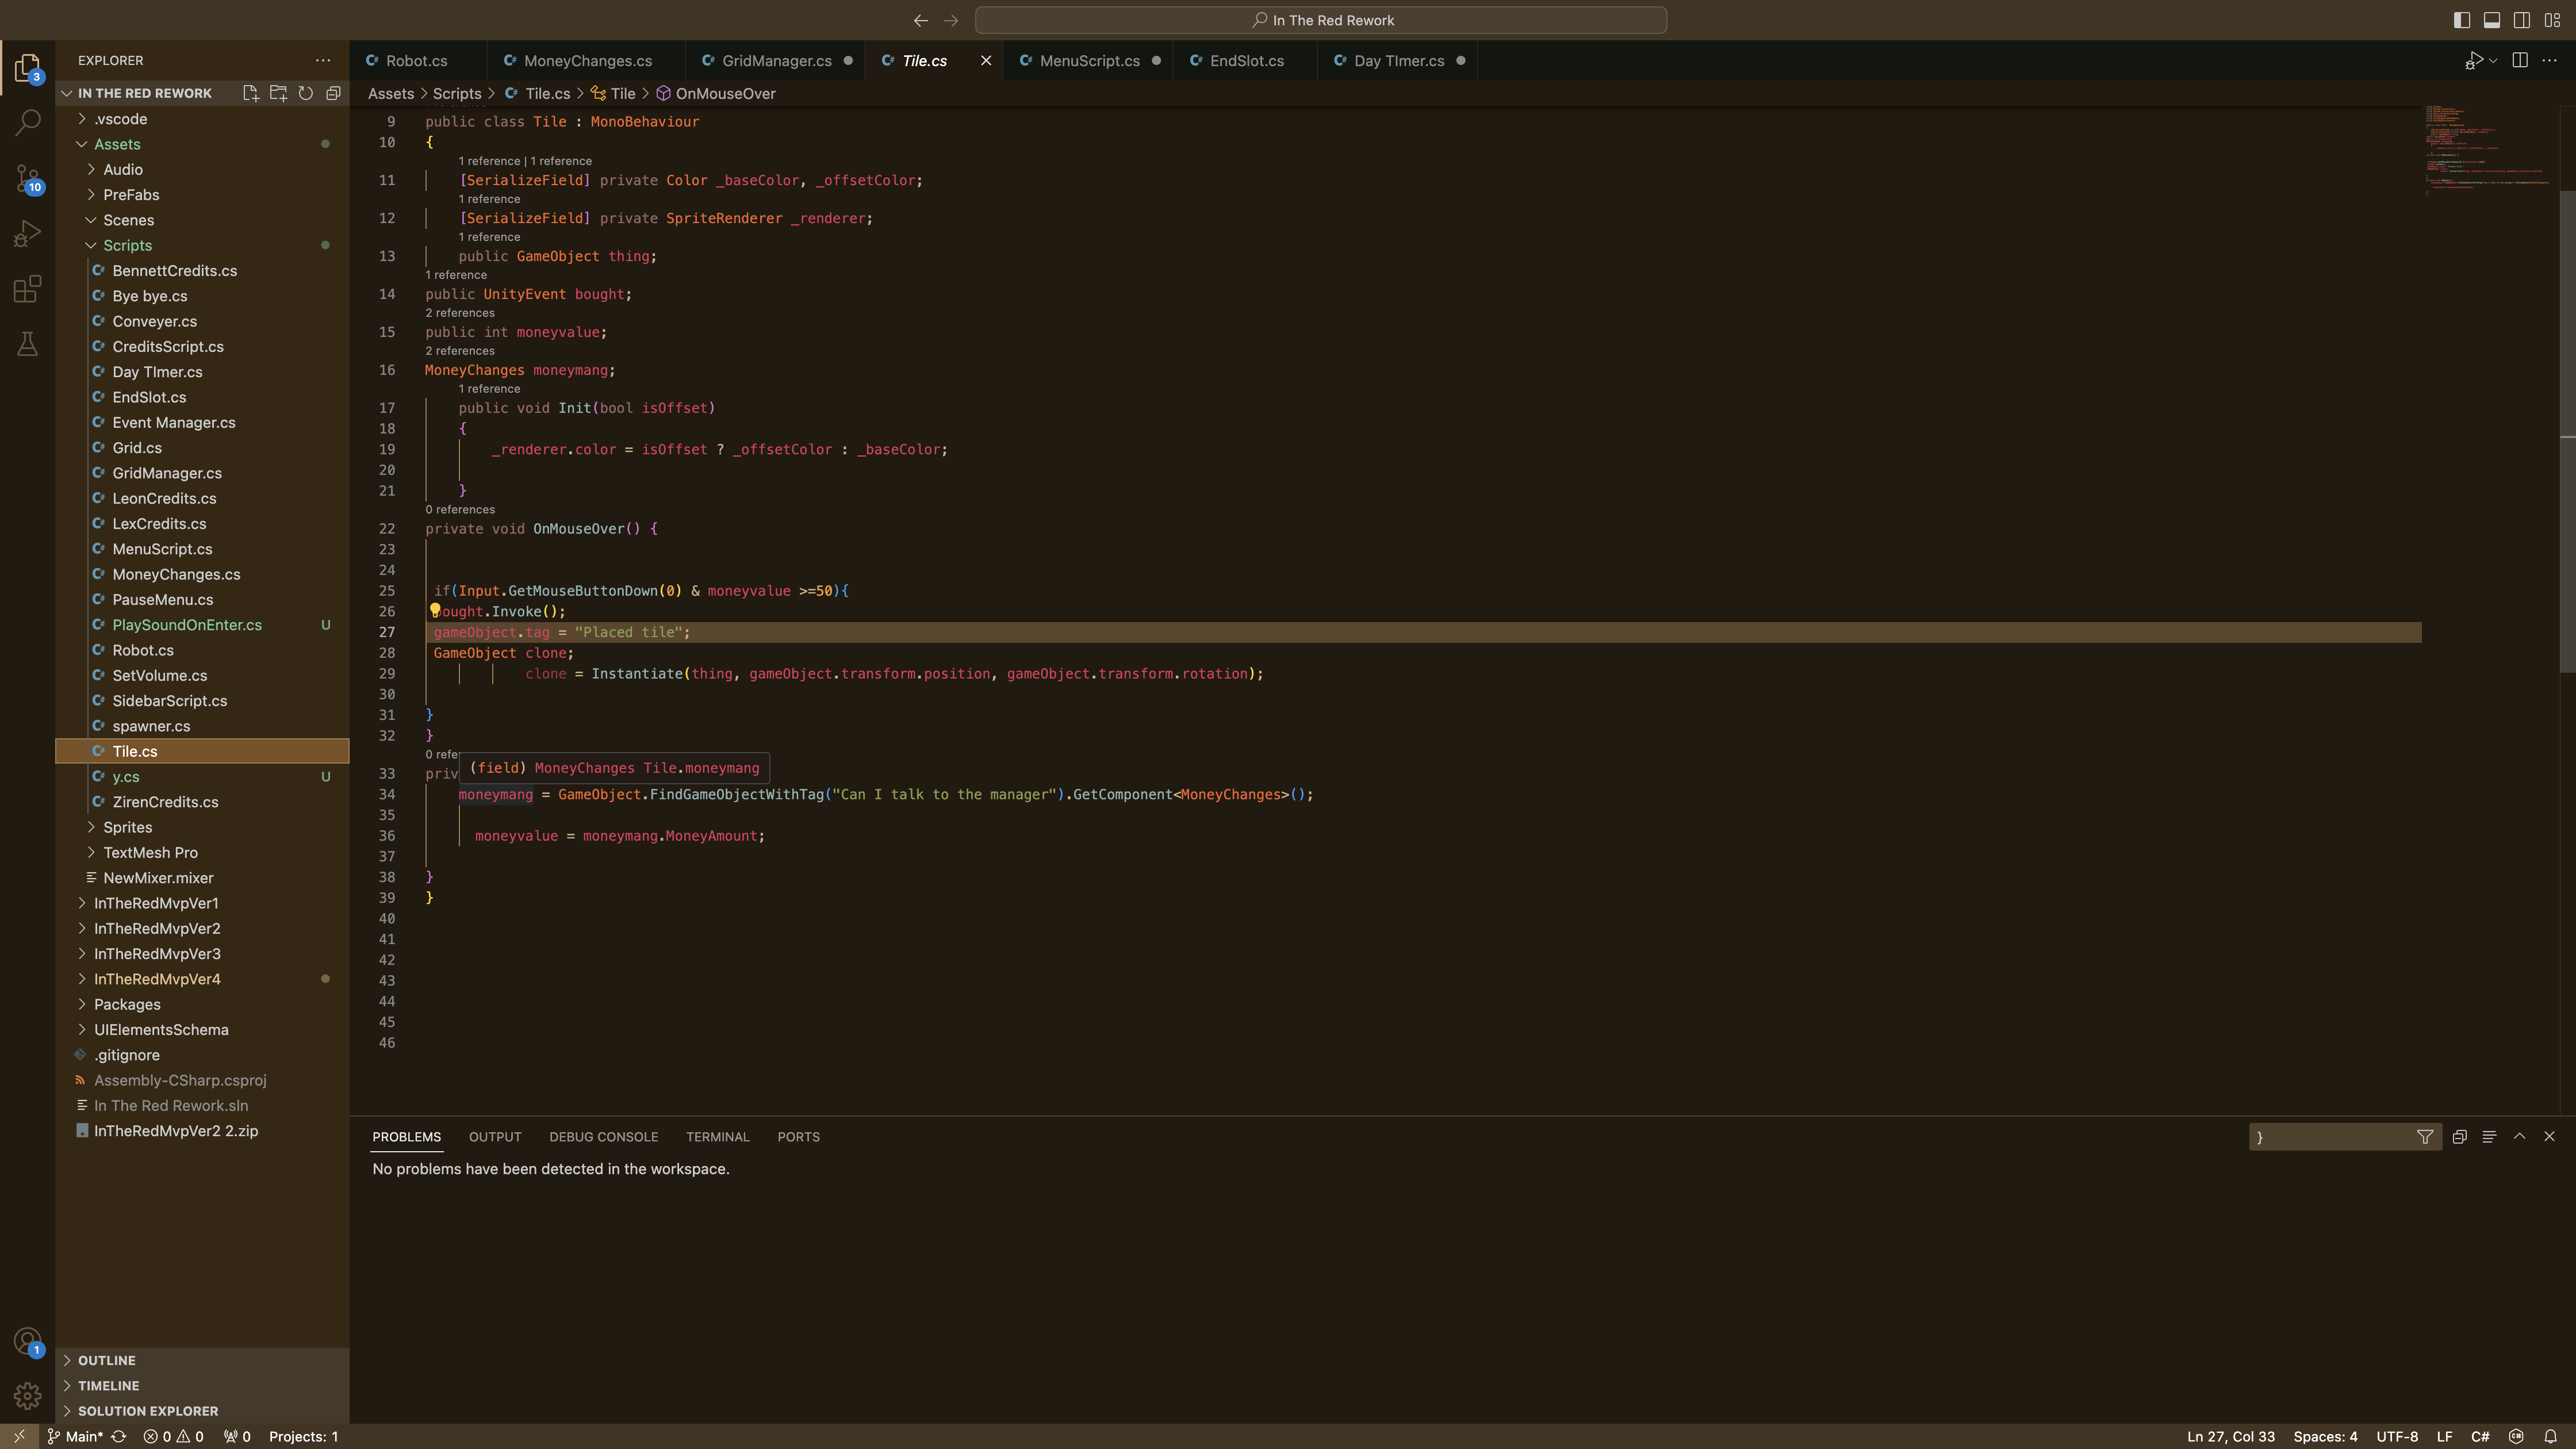 In The Red Rework
EXPLORER
Robot.cs
MoneyChanges.cs
GridManager.cs
Tile.cs
MenuScript.cs
EndSlot.cs
Day TImer.cs
IN THE RED REWORK
Assets > Scripts > Tile.cs > Tile > OnMouseOver
.vscode
Assets
Audio
PreFabs
Scenes
Scripts
BennettCredits.cs
Bye bye.cs
Conveyer.cs
CreditsScript.cs
Day TImer.cs
EndSlot.cs
Event Manager.cs
Grid.cs
GridManager.cs
LeonCredits.cs
LexCredits.cs
MenuScript.cs
MoneyChanges.cs
PauseMenu.cs
PlaySoundOnEnter.cs U
Robot.cs
SetVolume.cs
SidebarScript.cs
spawner.cs
Tile.cs
y.cs U
ZirenCredits.cs
Sprites
TextMesh Pro
NewMixer.mixer
InTheRedMvpVer1
InTheRedMvpVer2
InTheRedMvpVer3
InTheRedMvpVer4
Packages
UIElementsSchema
.gitignore
Assembly-CSharp.csproj
In The Red Rework.sln
InTheRedMvpVer2 2.zip
OUTLINE
TIMELINE
SOLUTION EXPLORER
3
10
1
9 public class Tile : MonoBehaviour
10 {
1 reference | 1 reference
11 [SerializeField] private Color _baseColor, _offsetColor;
1 reference
12 [SerializeField] private SpriteRenderer _renderer;
1 reference
13 public GameObject thing;
1 reference
14 public UnityEvent bought;
2 references
15 public int moneyvalue;
2 references
16 MoneyChanges moneymang;
1 reference
17 public void Init(bool isOffset)
18 {
19 _renderer.color = isOffset ? _offsetColor : _baseColor;
20
21 }
0 references
22 private void OnMouseOver() {
23
24
25 if(Input.GetMouseButtonDown(0) & moneyvalue >=50){
26 ought.Invoke();
27 gameObject.tag = "Placed tile";
28 GameObject clone;
29 clone = Instantiate(thing, gameObject.transform.position, gameObject.transform.rotation);
30
31 }
32 }
0 refe
(field) MoneyChanges Tile.moneymang
33 priv
34 moneymang = GameObject.FindGameObjectWithTag("Can I talk to the manager").GetComponent<MoneyChanges>();
35
36 moneyvalue = moneymang.MoneyAmount;
37
38 }
39 }
40
41
42
43
44
45
46
PROBLEMS OUTPUT DEBUG CONSOLE TERMINAL PORTS
}
No problems have been detected in the workspace.
Main* 0 0 0 Projects: 1
Ln 27, Col 33 Spaces: 4 UTF-8 LF C#